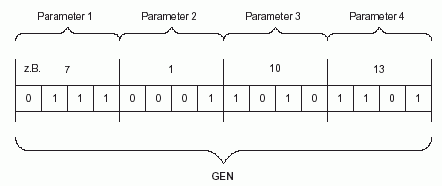 Parameter 1 Parameter 2 Parameter 3 Parameter 4
z.B. 7 1 10 13
0 1 1 1 0 0 0 1 1 0 1 0 1 1 0 1
GEN